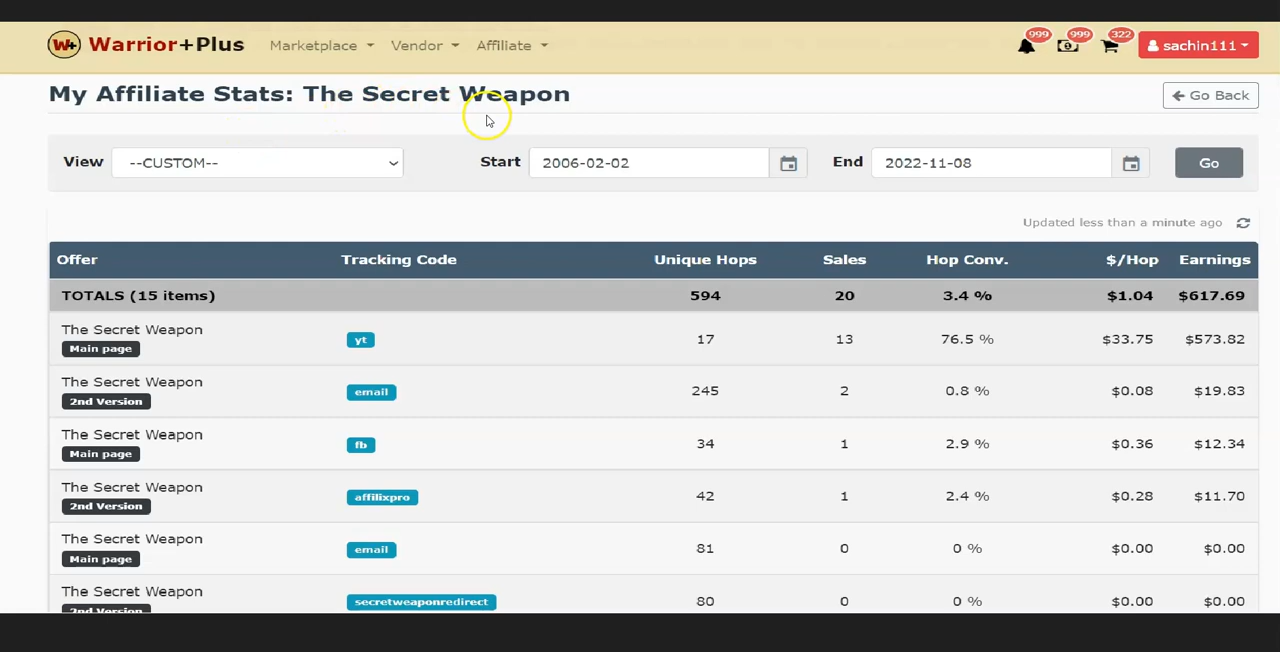 W+ Warrior+Plus Marketplace Vendor Affiliate 999 999 322 sachin111
My Affiliate Stats: The Secret Weapon Go Back
View --CUSTOM-- Start 2006-02-02 End 2022-11-08 Go
Updated less than a minute ago
Offer Tracking Code Unique Hops Sales Hop Conv. $/Hop Earnings
TOTALS (15 items) 594 20 3.4 % $1.04 $617.69
The Secret Weapon
Main page yt 17 13 76.5 % $33.75 $573.82
The Secret Weapon
2nd Version email 245 2 0.8 % $0.08 $19.83
The Secret Weapon
Main page fb 34 1 2.9 % $0.36 $12.34
The Secret Weapon
2nd Version affilixpro 42 1 2.4 % $0.28 $11.70
The Secret Weapon
Main page email 81 0 0 % $0.00 $0.00
The Secret Weapon
2nd Version secretweaponredirect 80 0 0 % $0.00 $0.00